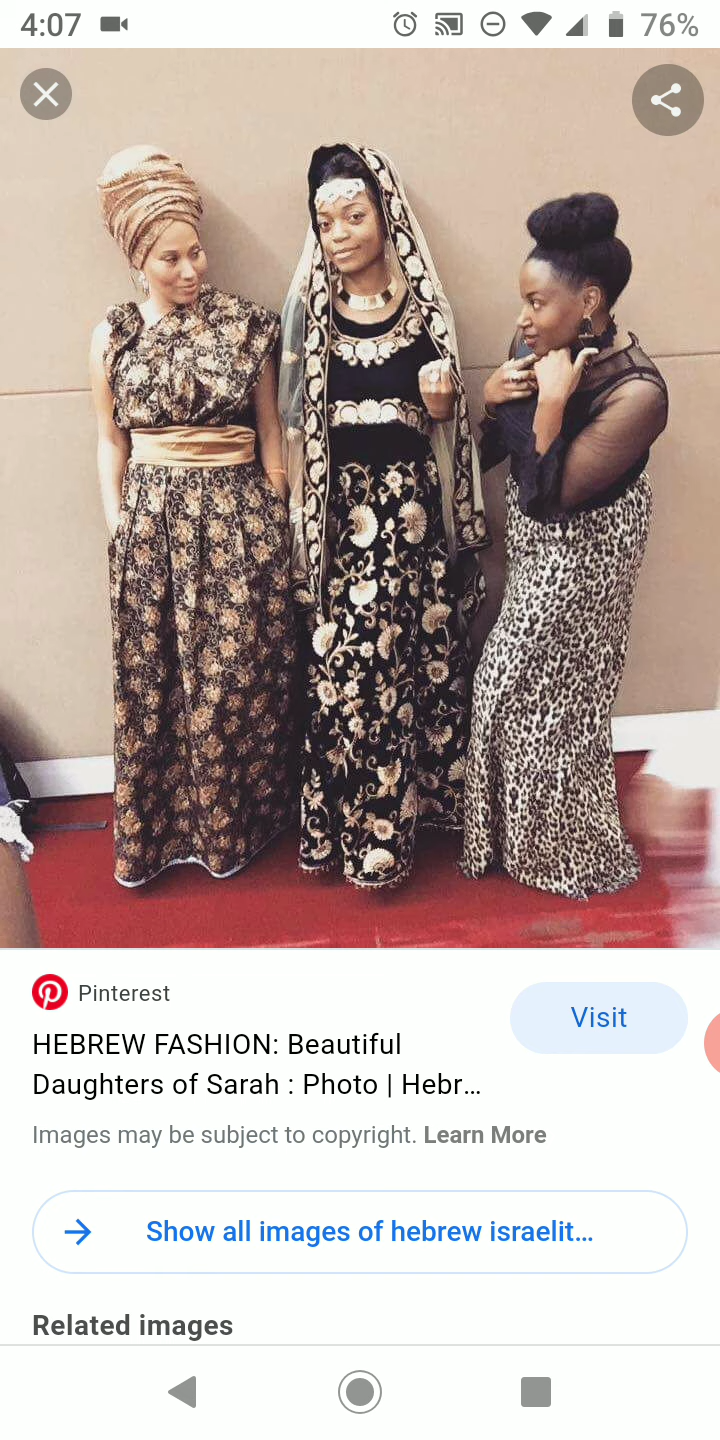 4:07 76%
Pinterest
Visit
HEBREW FASHION: Beautiful
Daughters of Sarah : Photo | Hebr...
Images may be subject to copyright. Learn More
Show all images of hebrew israelit...
Related images